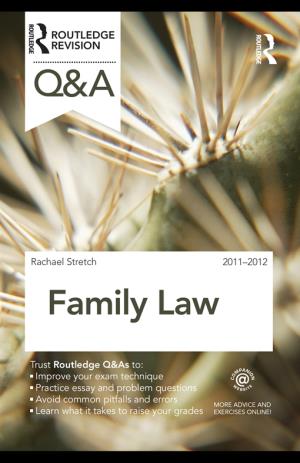 ROUTLEDGE
ROUTLEDGE
REVISION
Q&A
ROUTLEDGE
Rachael Stretch
2011–2012
Family Law
Trust Routledge Q&As to:
Improve your exam technique
Practice essay and problem questions
Avoid common pitfalls and errors
Learn what it takes to raise your grades
COMPANION
@
WEBSITE
MORE ADVICE AND
EXERCISES ONLINE!